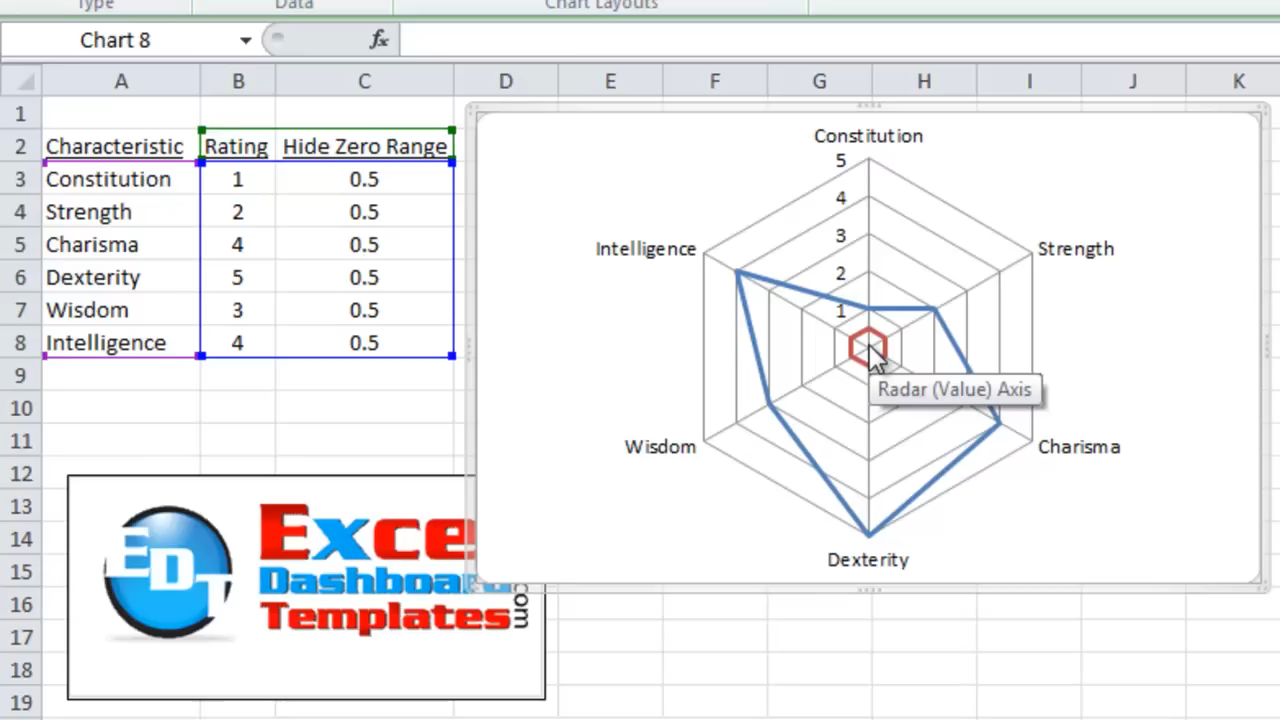 Type Data Chart Layouts
Chart 8 fx
A B C D E F G H I J K
1
2 Characteristic Rating Hide Zero Range
3 Constitution 1 0.5
4 Strength 2 0.5
5 Charisma 4 0.5
6 Dexterity 5 0.5
7 Wisdom 3 0.5
8 Intelligence 4 0.5
9
10
11
12
13
14
15
16
17
18
19
Constitution
5
4
3
2
1
Intelligence Strength
Radar (Value) Axis
Wisdom Charisma
Dexterity
EDT
Exce
Dashboard
Templates
.com